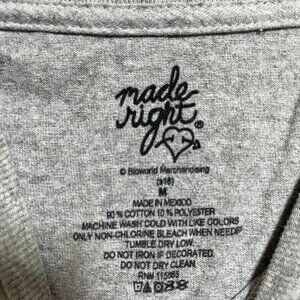 made
right®
© Bioworld Merchandising
M
MADE IN MEXICO
90 % COTTON 10 % POLYESTER
MACHINE WASH COLD WITH LIKE COLORS
ONLY NON-CHLORINE BLEACH WHEN NEEDED
TUMBLE DRY LOW.
DO NOT IRON IF DECORATED.
DO NOT DRY CLEAN.